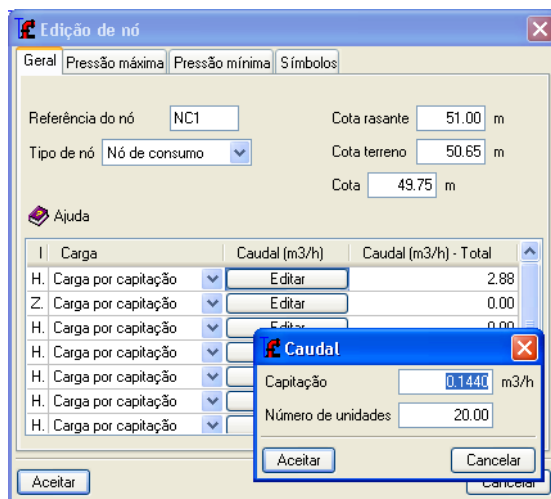 Edição de nó
Geral Pressão máxima Pressão mínima Símbolos
Referência do nó NC1 Cota rasante 51.00 m
Tipo de nó Nó de consumo Cota terreno 50.65 m
Cota 49.75 m
Ajuda
I Carga Caudal (m3/h) Caudal (m3/h) - Total
H. Carga por capitação Editar 2.88
Z. Carga por capitação Editar 0.00
H. Carga por capitação Editar 0.00
H. Carga por capitação
H. Carga por capitação
H. Carga por capitação
H. Carga por capitação
Caudal
Capitação 0.1440 m3/h
Número de unidades 20.00
Aceitar Cancelar
Aceitar Cancelar